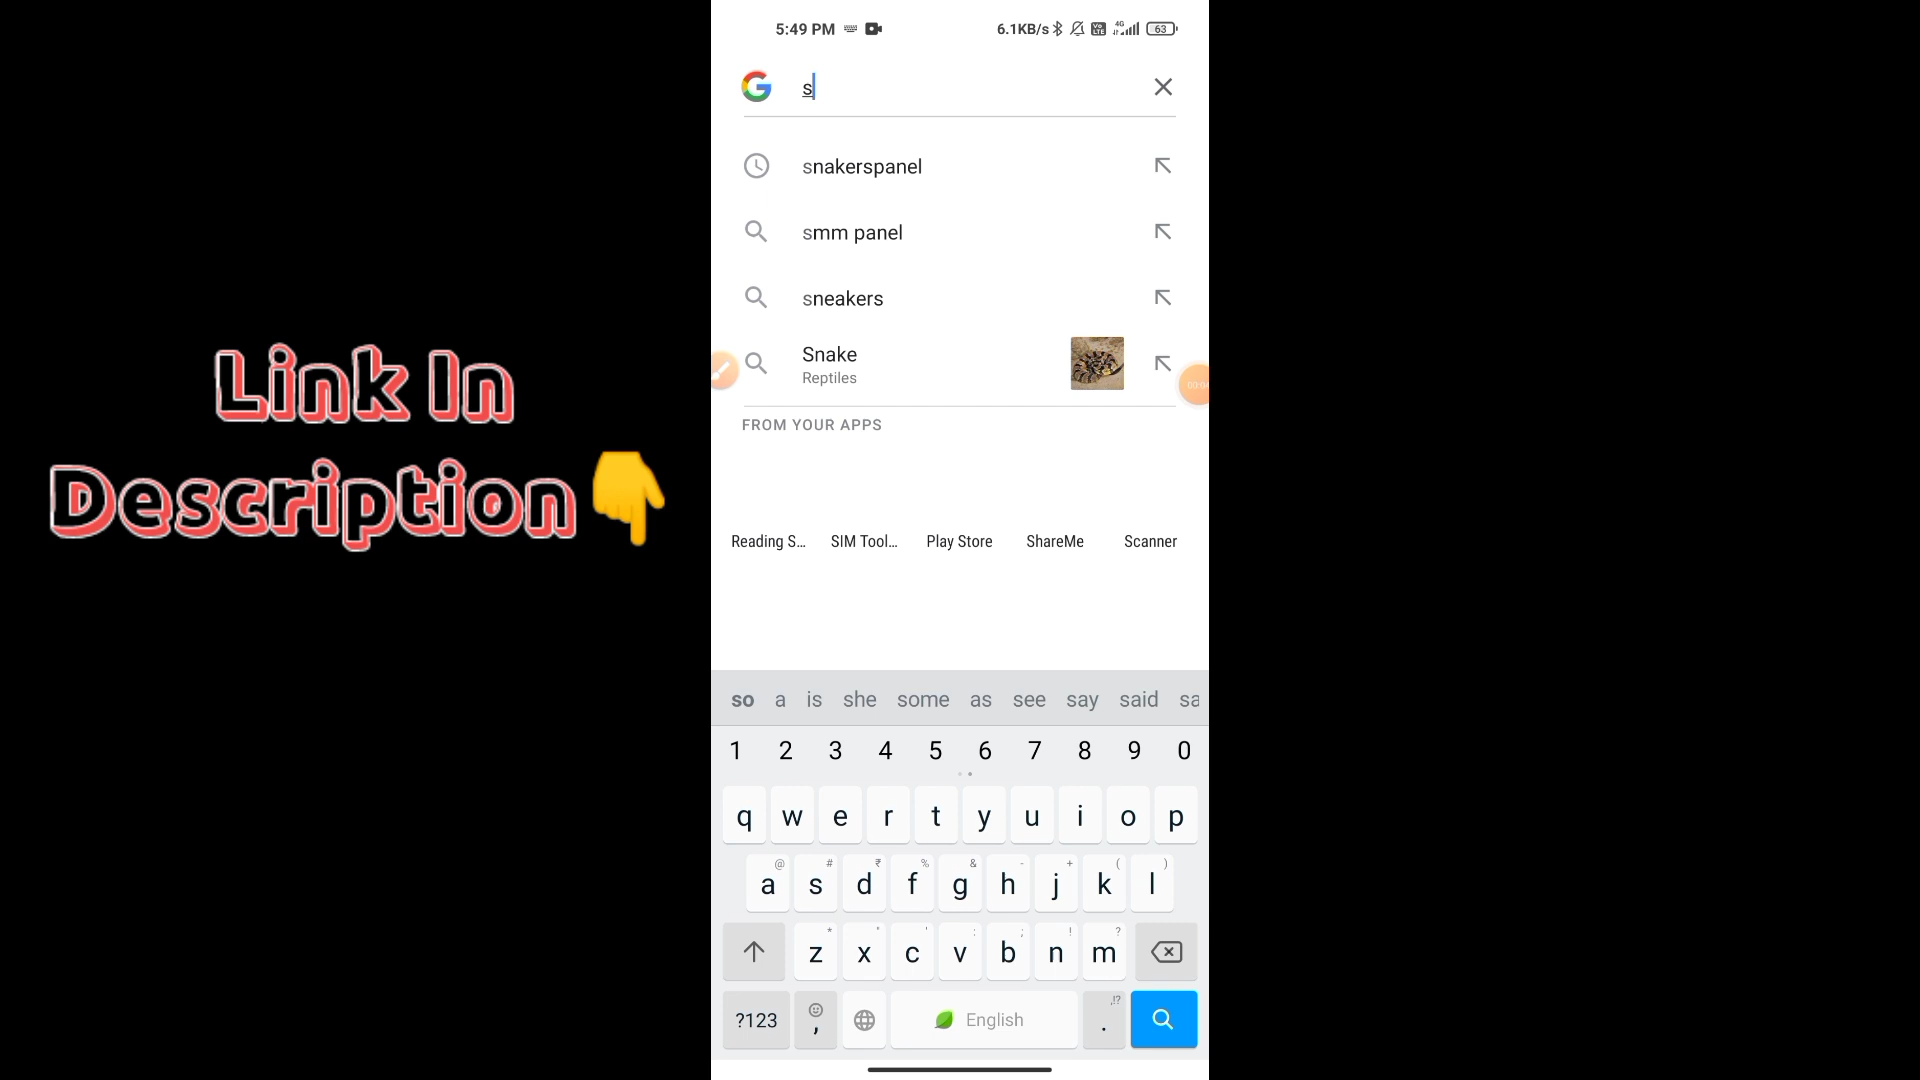 Link In
Description
5:49 PM
6.1KB/s
4G
63
s
snakerspanel
smm panel
sneakers
Snake
Reptiles
FROM YOUR APPS
Reading S...
SIM Tool...
Play Store
ShareMe
Scanner
so a is she some as see say said sa
1 2 3 4 5 6 7 8 9 0
q w e r t y u i o p
@ # ₹ % & - + ( )
a s d f g h j k l
* " ' : ; ! ?
z x c v b n m
,!?
?123 , English .